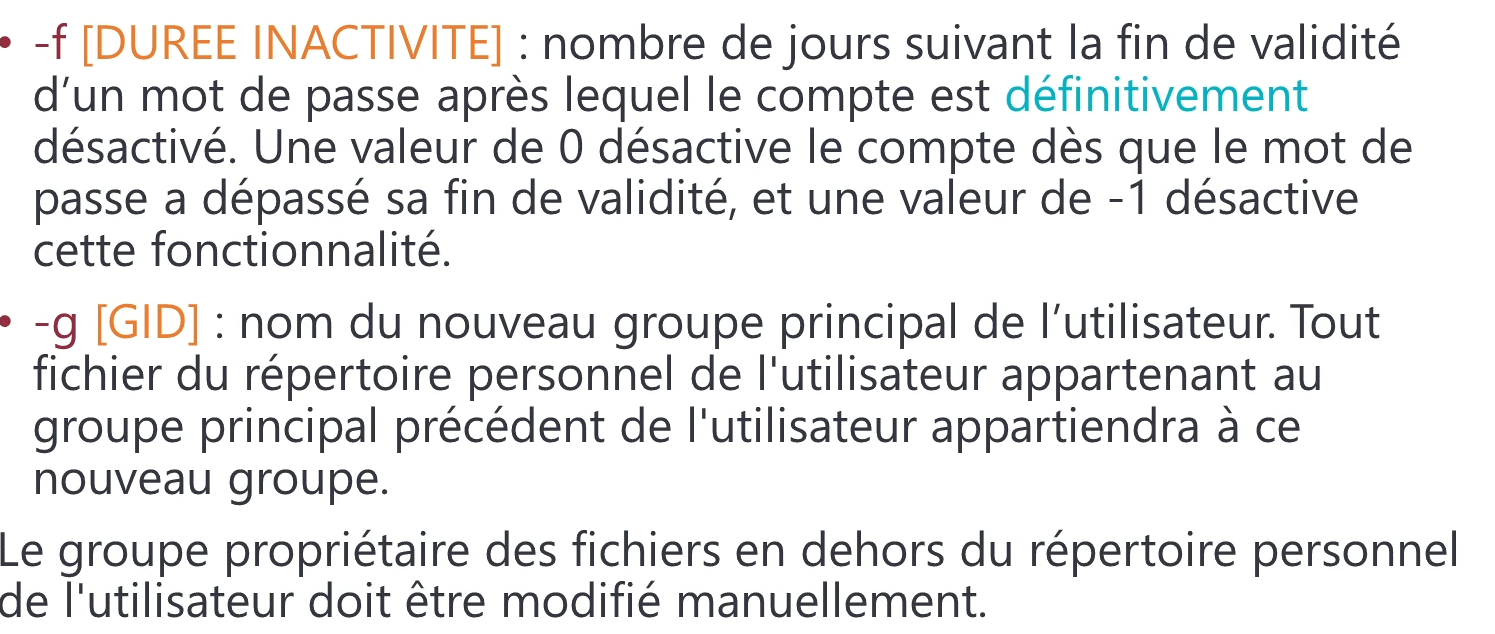 • -f [DUREE INACTIVITE] : nombre de jours suivant la fin de validité
d’un mot de passe après lequel le compte est définitivement
désactivé. Une valeur de 0 désactive le compte dès que le mot de
passe a dépassé sa fin de validité, et une valeur de -1 désactive
cette fonctionnalité.
• -g [GID] : nom du nouveau groupe principal de l’utilisateur. Tout
fichier du répertoire personnel de l'utilisateur appartenant au
groupe principal précédent de l'utilisateur appartiendra à ce
nouveau groupe.
Le groupe propriétaire des fichiers en dehors du répertoire personnel
de l'utilisateur doit être modifié manuellement.